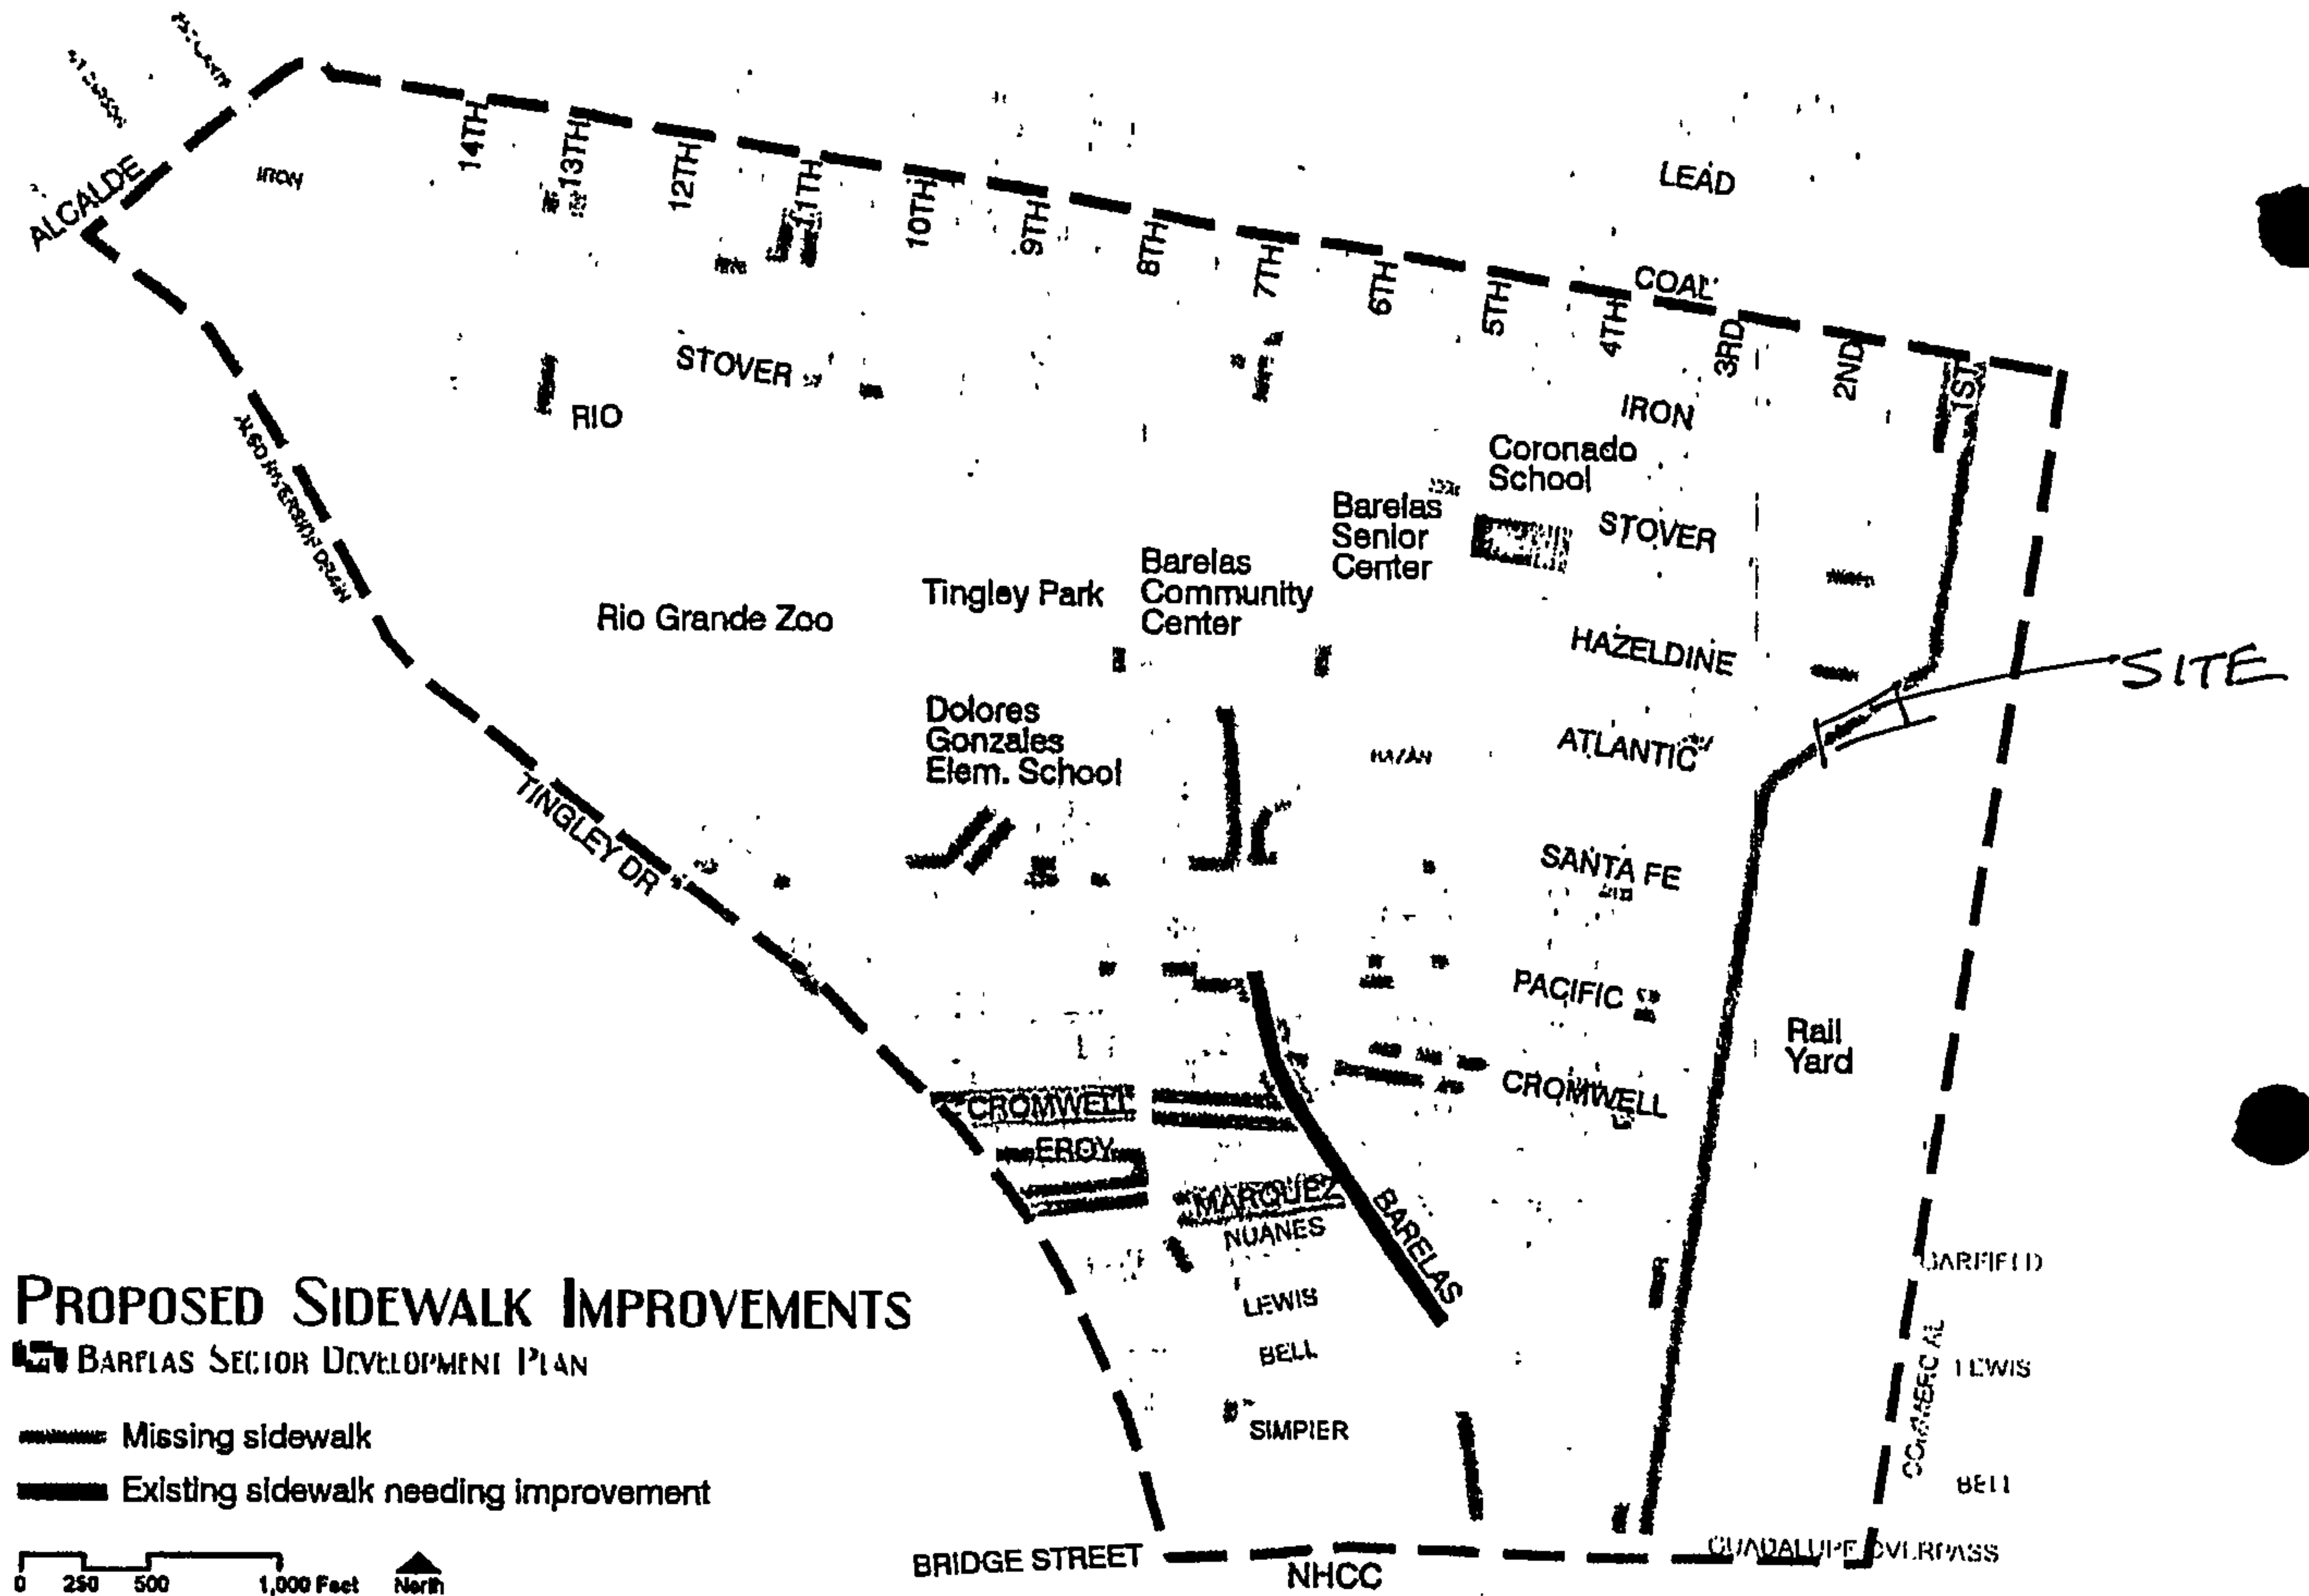 ALCALDE
IRON
14TH
13TH
12TH
11TH
10TH
9TH
8TH
7TH
6TH
5TH
4TH
3RD
2ND
1ST
LEAD
COAL
STOVER
RIO
IRON
Coronado
School
Barelas
Senior
Center
STOVER
Barelas
Community
Center
Tingley Park
Rio Grande Zoo
HAZELDINE
SITE
Dolores
Gonzales
Elem. School
ATLANTIC
TINGLEY DR
SANTA FE
PACIFIC
Rail
Yard
CROMWELL
CROMWELL
EROY
MARQUEZ
NUANES
BARELAS
LEWIS
BELL
SIMPIER
COMMERCIAL
LEWIS
BELL
PROPOSED SIDEWALK IMPROVEMENTS
BARELAS SECTOR DEVELOPMENT PLAN
Missing sidewalk
Existing sidewalk needing improvement
0 250 500 1,000 Feet North
BRIDGE STREET
NHCC
GUADALUPE OVERPASS